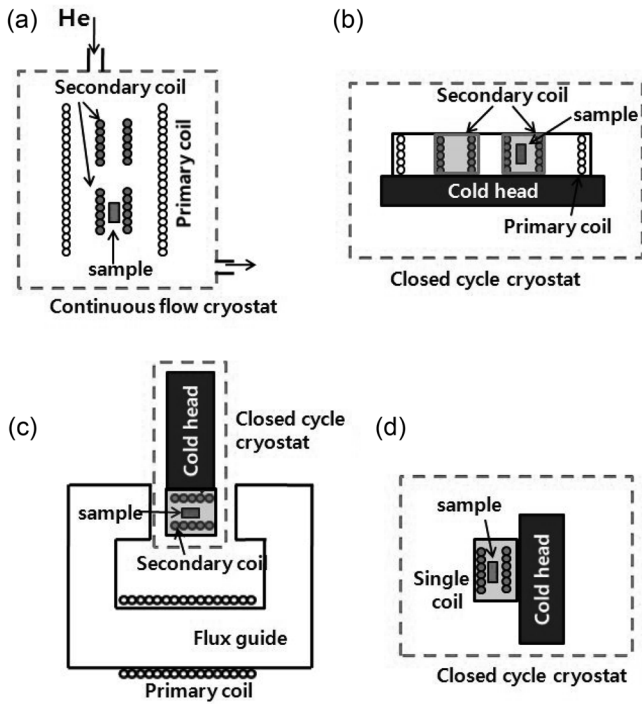 (a)
He
Secondary coil
Primary coil
sample
Continuous flow cryostat
(b)
Secondary coil
sample
Cold head
Primary coil
Closed cycle cryostat
(c)
Cold head
Closed cycle
cryostat
sample
Secondary coil
Flux guide
Primary coil
(d)
sample
Single
coil
Cold head
Closed cycle cryostat